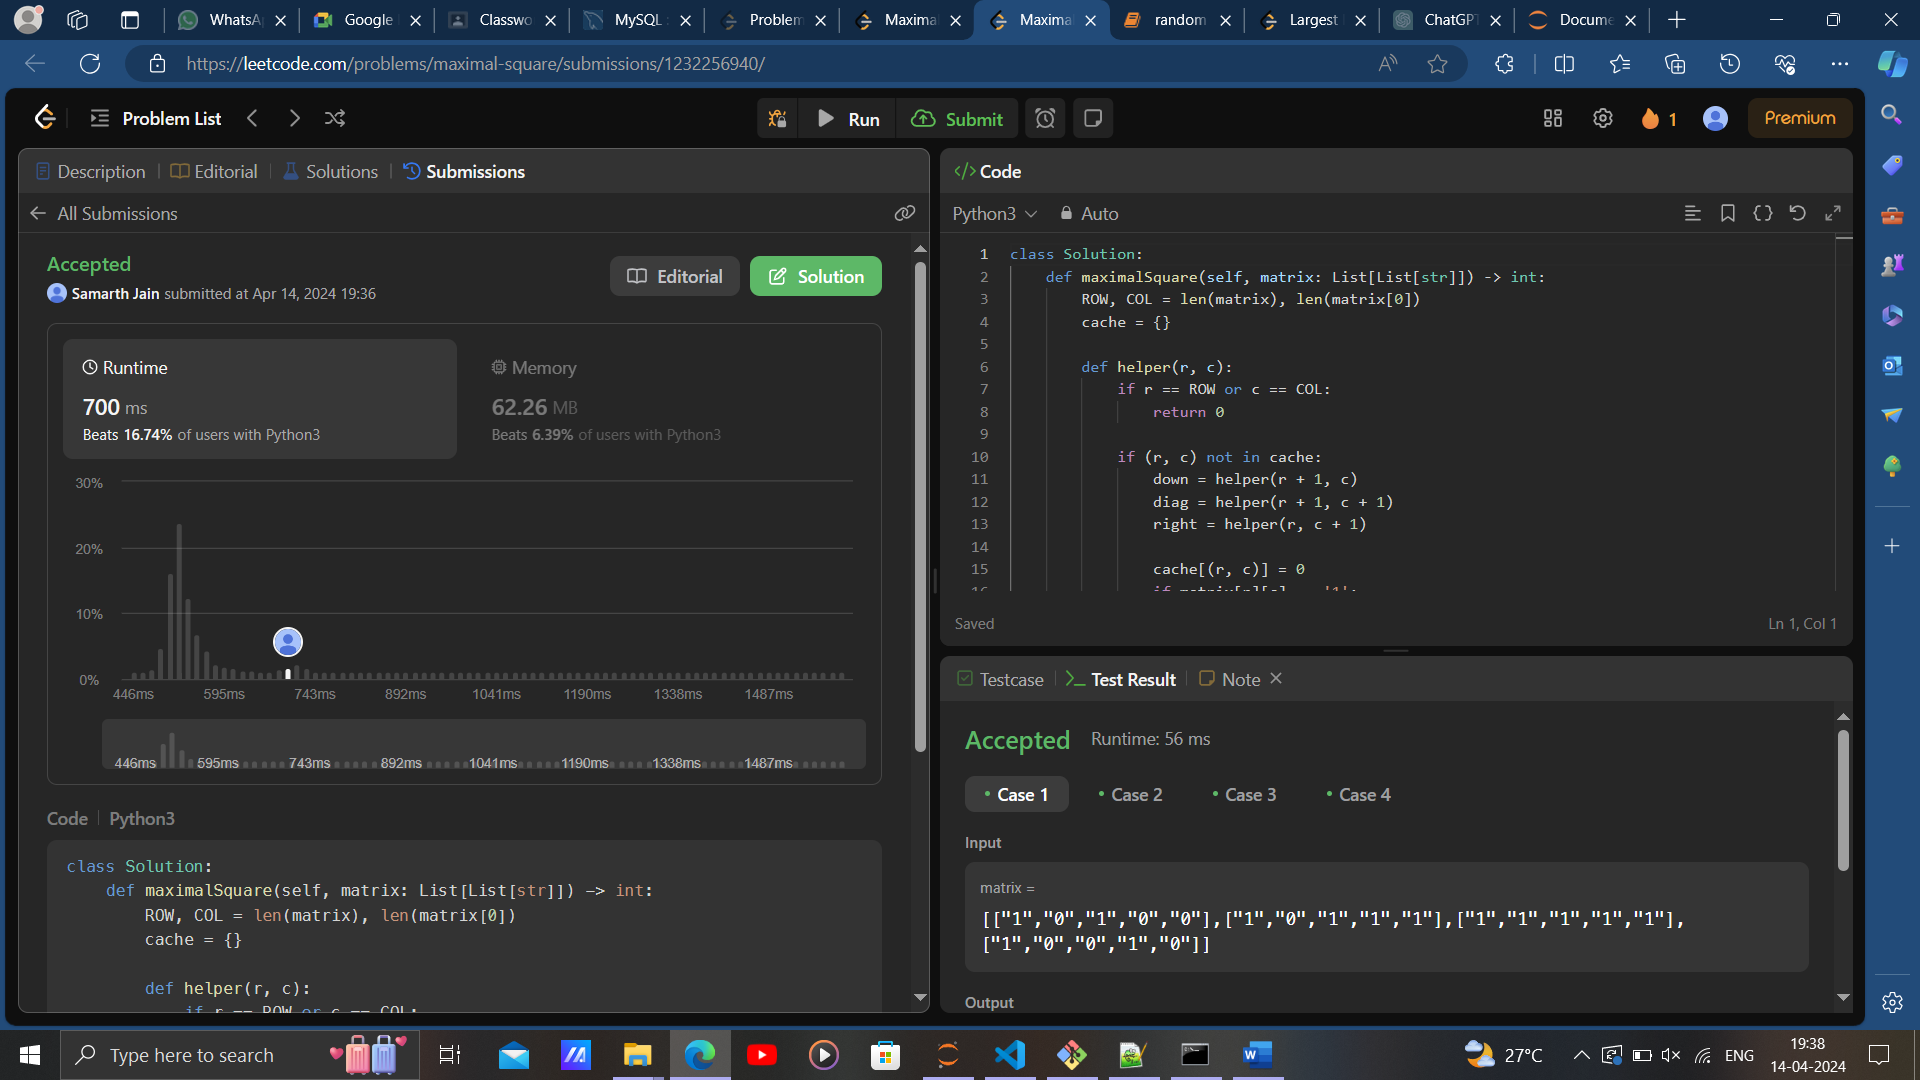 WhatsA
Google
Classwo
MySQL
Problem
Maximal
Maxima
random
Largest
ChatGPT
Docume
https://leetcode.com/problems/maximal-square/submissions/1232256940/
Problem List
Run
Submit
1
Premium
Description
Editorial
Solutions
Submissions
All Submissions
Accepted
Samarth Jain submitted at Apr 14, 2024 19:36
Editorial
Solution
Runtime
700 ms
Beats 16.74% of users with Python3
Memory
62.26 MB
Beats 6.39% of users with Python3
30%
20%
10%
0%
446ms 595ms 743ms 892ms 1041ms 1190ms 1338ms 1487ms
446ms 595ms 743ms 892ms 1041ms 1190ms 1338ms 1487ms
Code Python3
class Solution:
def maximalSquare(self, matrix: List[List[str]]) -> int:
ROW, COL = len(matrix), len(matrix[0])
cache = {}
def helper(r, c):
if r == ROW or c == COL:
Code
Python3
Auto
1 class Solution:
2 def maximalSquare(self, matrix: List[List[str]]) -> int:
3 ROW, COL = len(matrix), len(matrix[0])
4 cache = {}
5
6 def helper(r, c):
7 if r == ROW or c == COL:
8 return 0
9
10 if (r, c) not in cache:
11 down = helper(r + 1, c)
12 diag = helper(r + 1, c + 1)
13 right = helper(r, c + 1)
14
15 cache[(r, c)] = 0
16 if matrix[r][c] == '1':
Saved
Ln 1, Col 1
Testcase
Test Result
Note
Accepted
Runtime: 56 ms
Case 1
Case 2
Case 3
Case 4
Input
matrix =
[["1","0","1","0","0"],["1","0","1","1","1"],["1","1","1","1","1"],
["1","0","0","1","0"]]
Output
Type here to search
27°C
ENG
19:38
14-04-2024